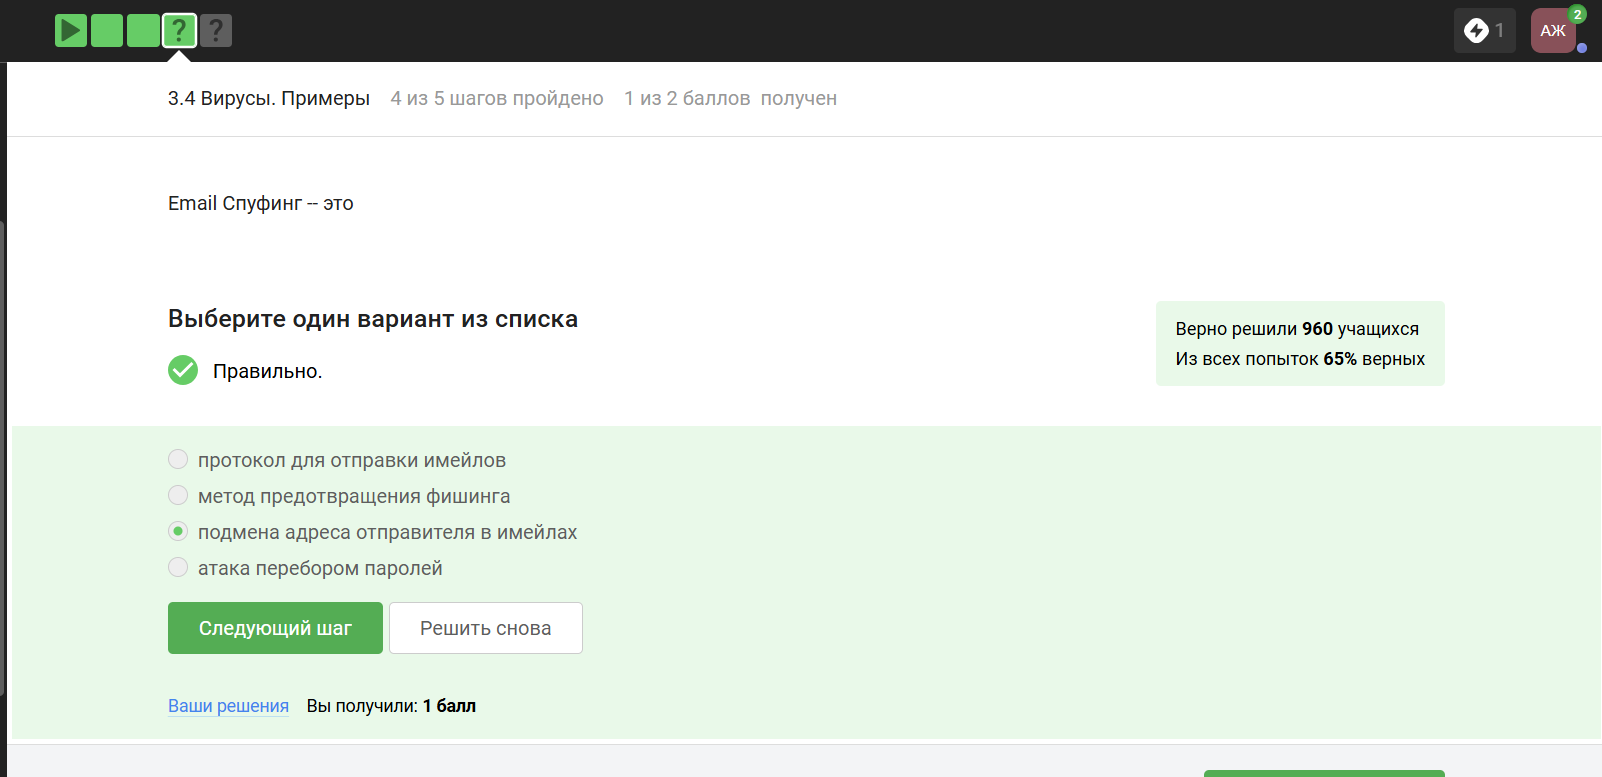 ? ?
1
АЖ
2
3.4 Вирусы. Примеры 4 из 5 шагов пройдено 1 из 2 баллов получен
Email Спуфинг -- это
Выберите один вариант из списка
Верно решили 960 учащихся
Из всех попыток 65% верных
Правильно.
протокол для отправки имейлов
метод предотвращения фишинга
подмена адреса отправителя в имейлах
атака перебором паролей
Следующий шаг Решить снова
Ваши решения Вы получили: 1 балл